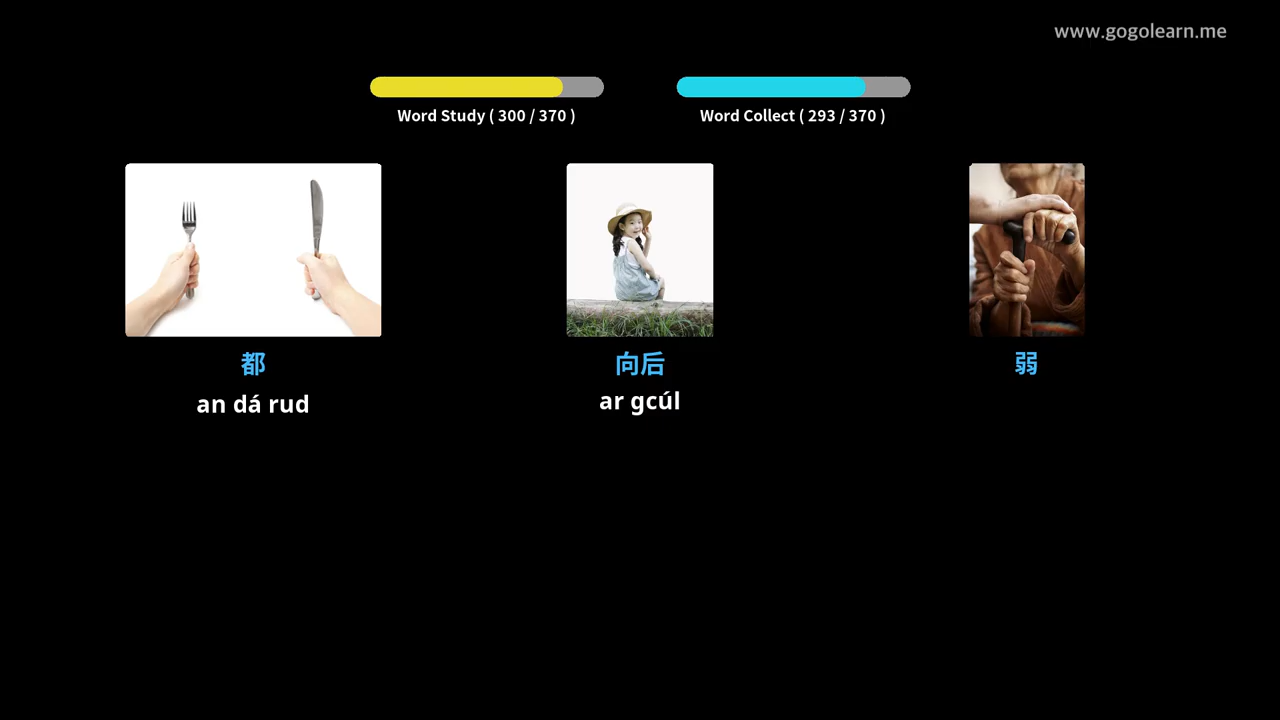 www.gogolearn.me
Word Study ( 300 / 370 )
Word Collect ( 293 / 370 )
都
向后
弱
an dá rud
ar gcúl